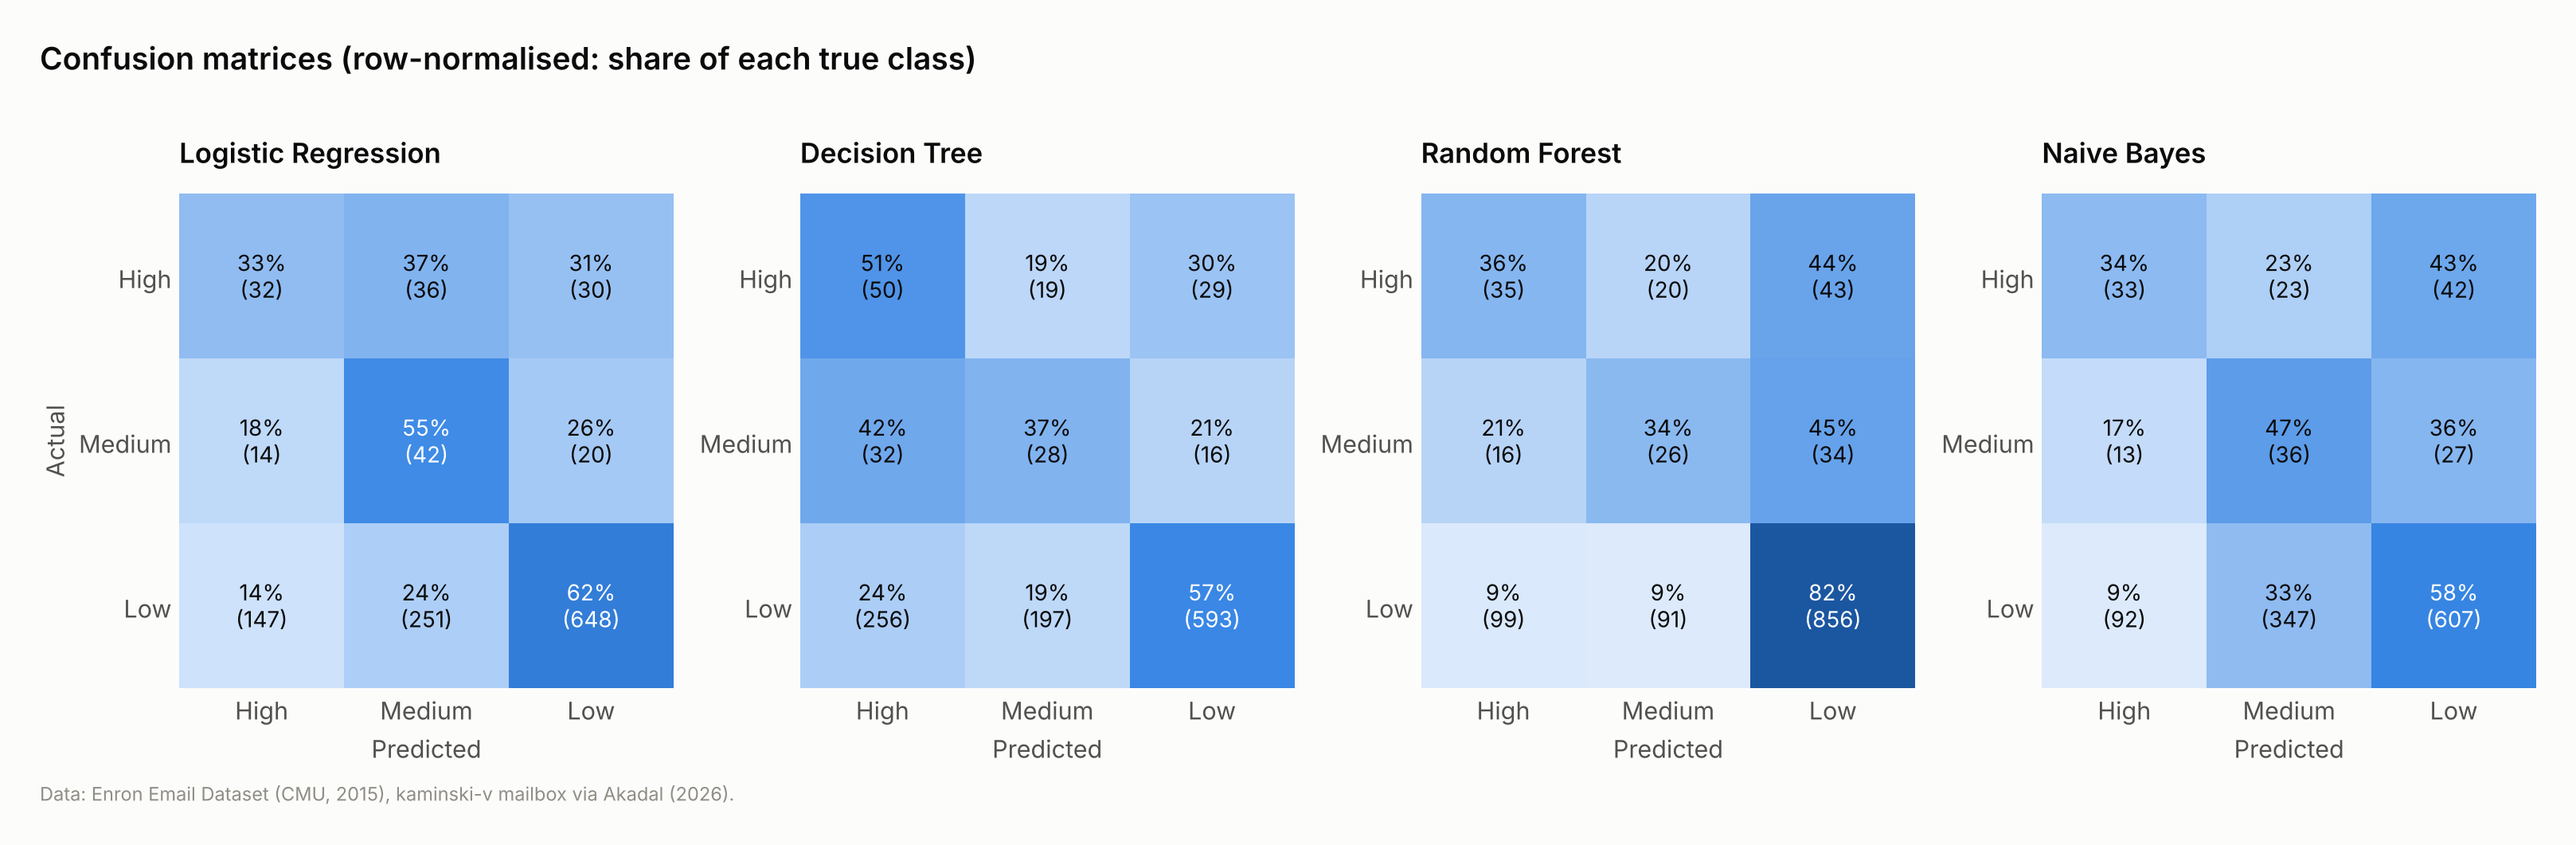 Confusion matrices (row-normalised: share of each true class)
Logistic Regression
Actual
High
33%
(32)
37%
(36)
31%
(30)
Medium
18%
(14)
55%
(42)
26%
(20)
Low
14%
(147)
24%
(251)
62%
(648)
High
Medium
Low
Predicted
Decision Tree
High
51%
(50)
19%
(19)
30%
(29)
Medium
42%
(32)
37%
(28)
21%
(16)
Low
24%
(256)
19%
(197)
57%
(593)
High
Medium
Low
Predicted
Random Forest
High
36%
(35)
20%
(20)
44%
(43)
Medium
21%
(16)
34%
(26)
45%
(34)
Low
9%
(99)
9%
(91)
82%
(856)
High
Medium
Low
Predicted
Naive Bayes
High
34%
(33)
23%
(23)
43%
(42)
Medium
17%
(13)
47%
(36)
36%
(27)
Low
9%
(92)
33%
(347)
58%
(607)
High
Medium
Low
Predicted
Data: Enron Email Dataset (CMU, 2015), kaminski-v mailbox via Akadal (2026).